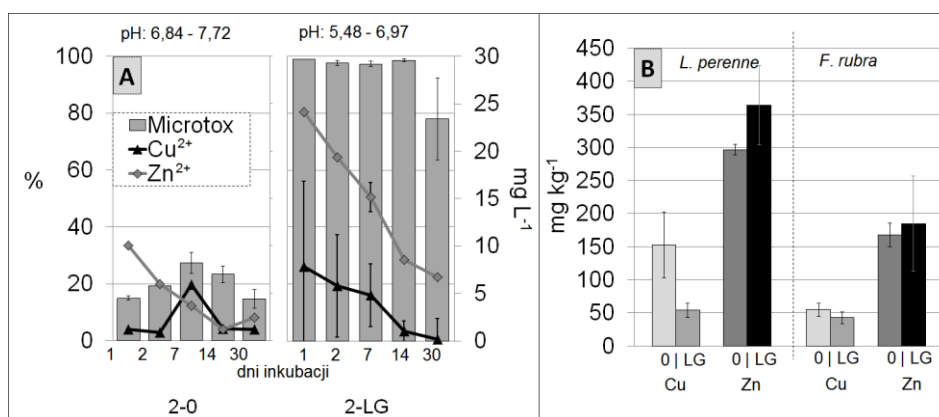 pH: 6,84 - 7,72
pH: 5,48 - 6,97
100
80
60
40
20
0
%
A
Microtox
Cu²⁺
Zn²⁺
30
25
20
15
10
5
0
mg L⁻¹
1 2 7 14 30
1 2 7 14 30
dni inkubacji
2-0
2-LG
B
L. perenne
F. rubra
450
400
350
300
250
200
150
100
50
0
mg kg⁻¹
0 | LG 0 | LG 0 | LG 0 | LG
Cu Zn Cu Zn